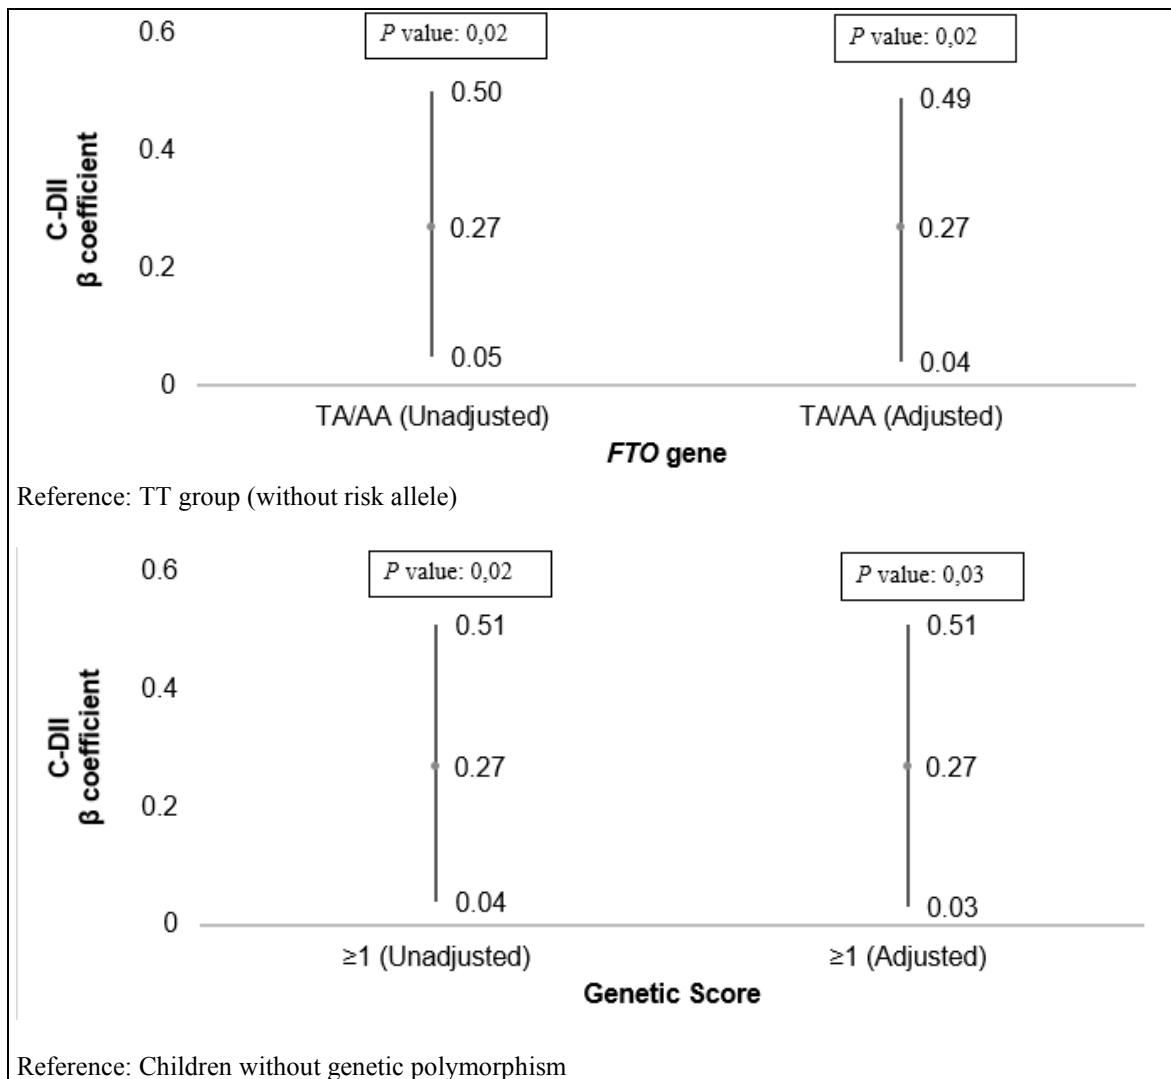 0.6
P value: 0,02
P value: 0,02
0.50
0.49
0.4
C-DII
β coefficient
0.27
0.27
0.2
0.05
0.04
0
TA/AA (Unadjusted)
TA/AA (Adjusted)
FTO gene
Reference: TT group (without risk allele)
0.6
P value: 0,02
P value: 0,03
0.51
0.51
0.4
C-DII
β coefficient
0.27
0.27
0.2
0.04
0.03
0
≥1 (Unadjusted)
≥1 (Adjusted)
Genetic Score
Reference: Children without genetic polymorphism